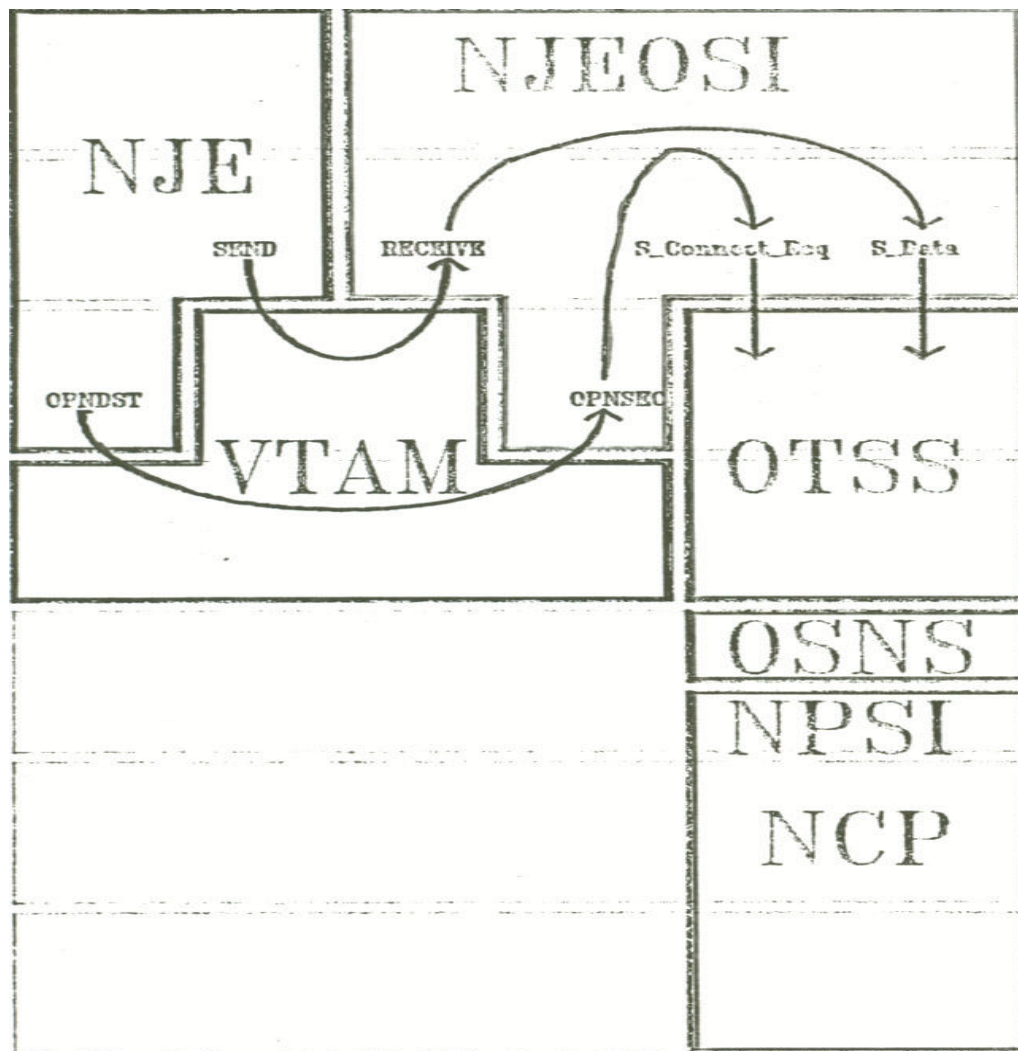 NJEOSI
NJE
SEND RECEIVE S_Connect_Req S_Data
OPNDST OPNSEC
VTAM OTSS
OSNS
NPSI
NCP